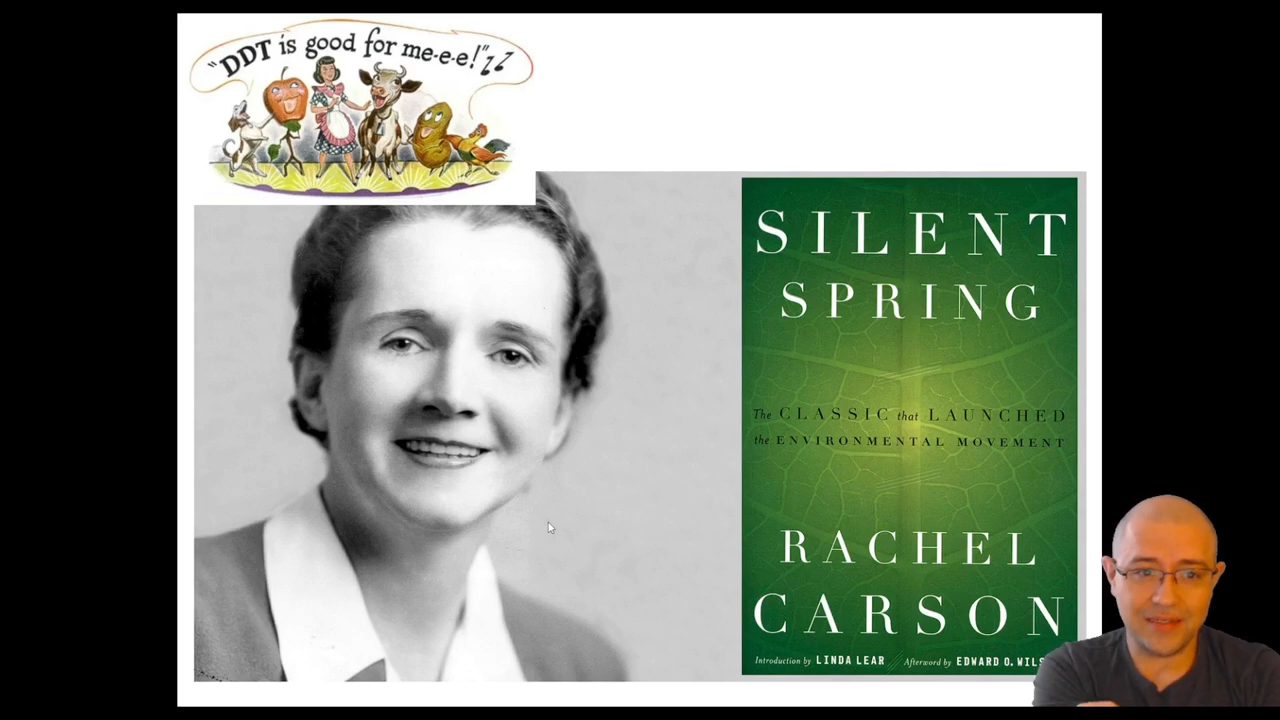 "DDT is good for me-e-e!"
SILENT
SPRING
The CLASSIC that LAUNCHED
the ENVIRONMENTAL MOVEMENT
RACHEL
CARSON
Introduction by LINDA LEAR Afterword by EDWARD O.